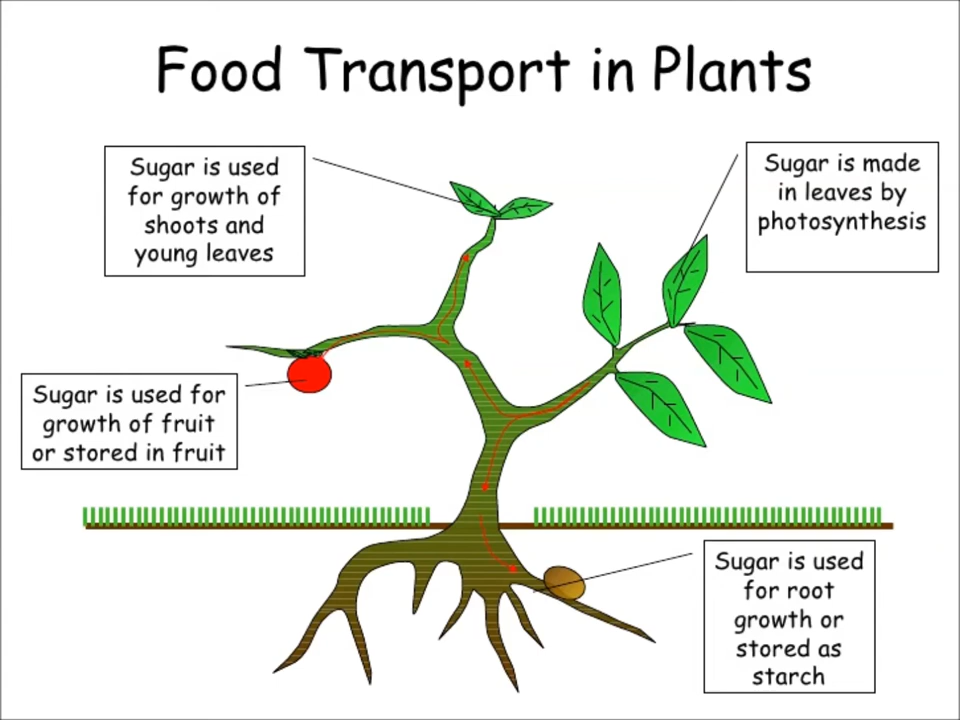 Food Transport in Plants
Sugar is used
for growth of
shoots and
young leaves
Sugar is made
in leaves by
photosynthesis
Sugar is used for
growth of fruit
or stored in fruit
Sugar is used
for root
growth or
stored as
starch